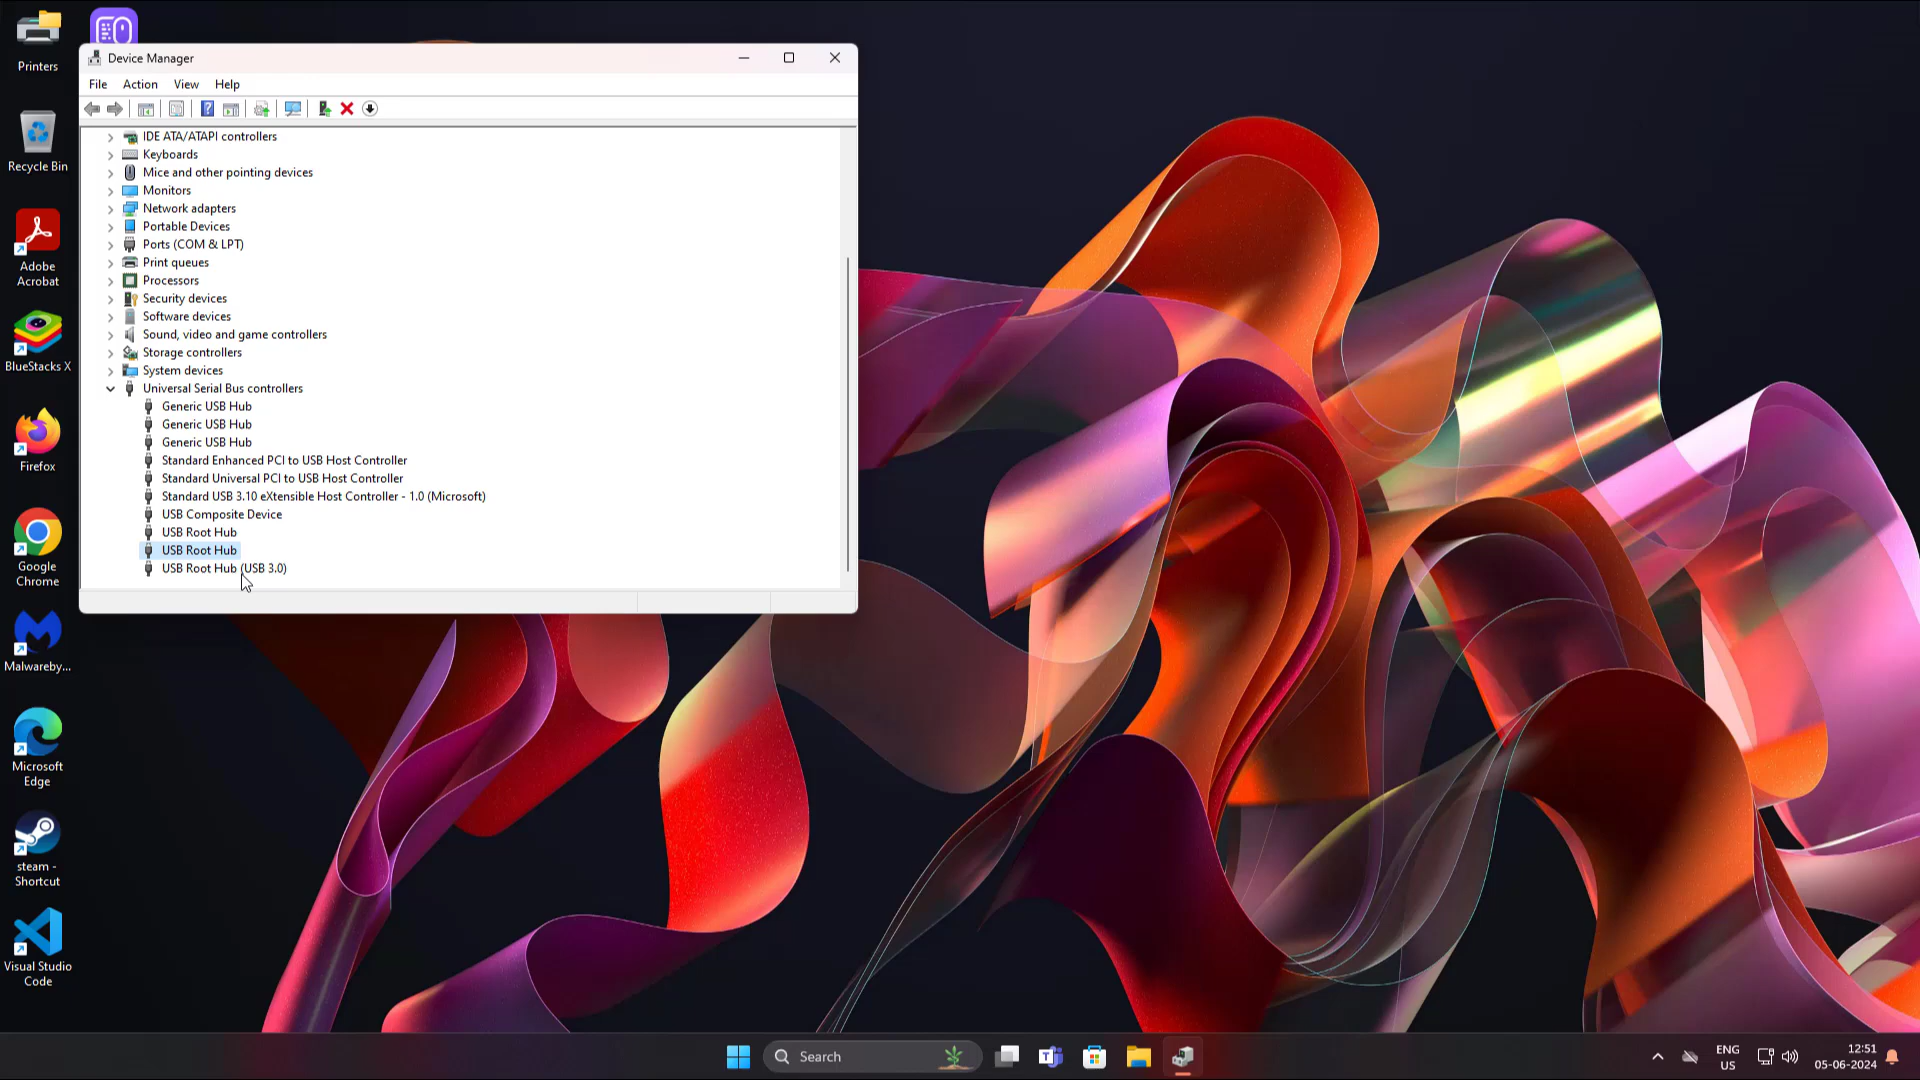 Printers
Recycle Bin
Adobe
Acrobat
BlueStacks X
Firefox
Google
Chrome
Malwareby...
Microsoft
Edge
steam -
Shortcut
Visual Studio
Code
Device Manager
File Action View Help
IDE ATA/ATAPI controllers
Keyboards
Mice and other pointing devices
Monitors
Network adapters
Portable Devices
Ports (COM & LPT)
Print queues
Processors
Security devices
Software devices
Sound, video and game controllers
Storage controllers
System devices
Universal Serial Bus controllers
Generic USB Hub
Generic USB Hub
Generic USB Hub
Standard Enhanced PCI to USB Host Controller
Standard Universal PCI to USB Host Controller
Standard USB 3.10 eXtensible Host Controller - 1.0 (Microsoft)
USB Composite Device
USB Root Hub
USB Root Hub
USB Root Hub (USB 3.0)
Search
ENG
US
12:51
05-06-2024